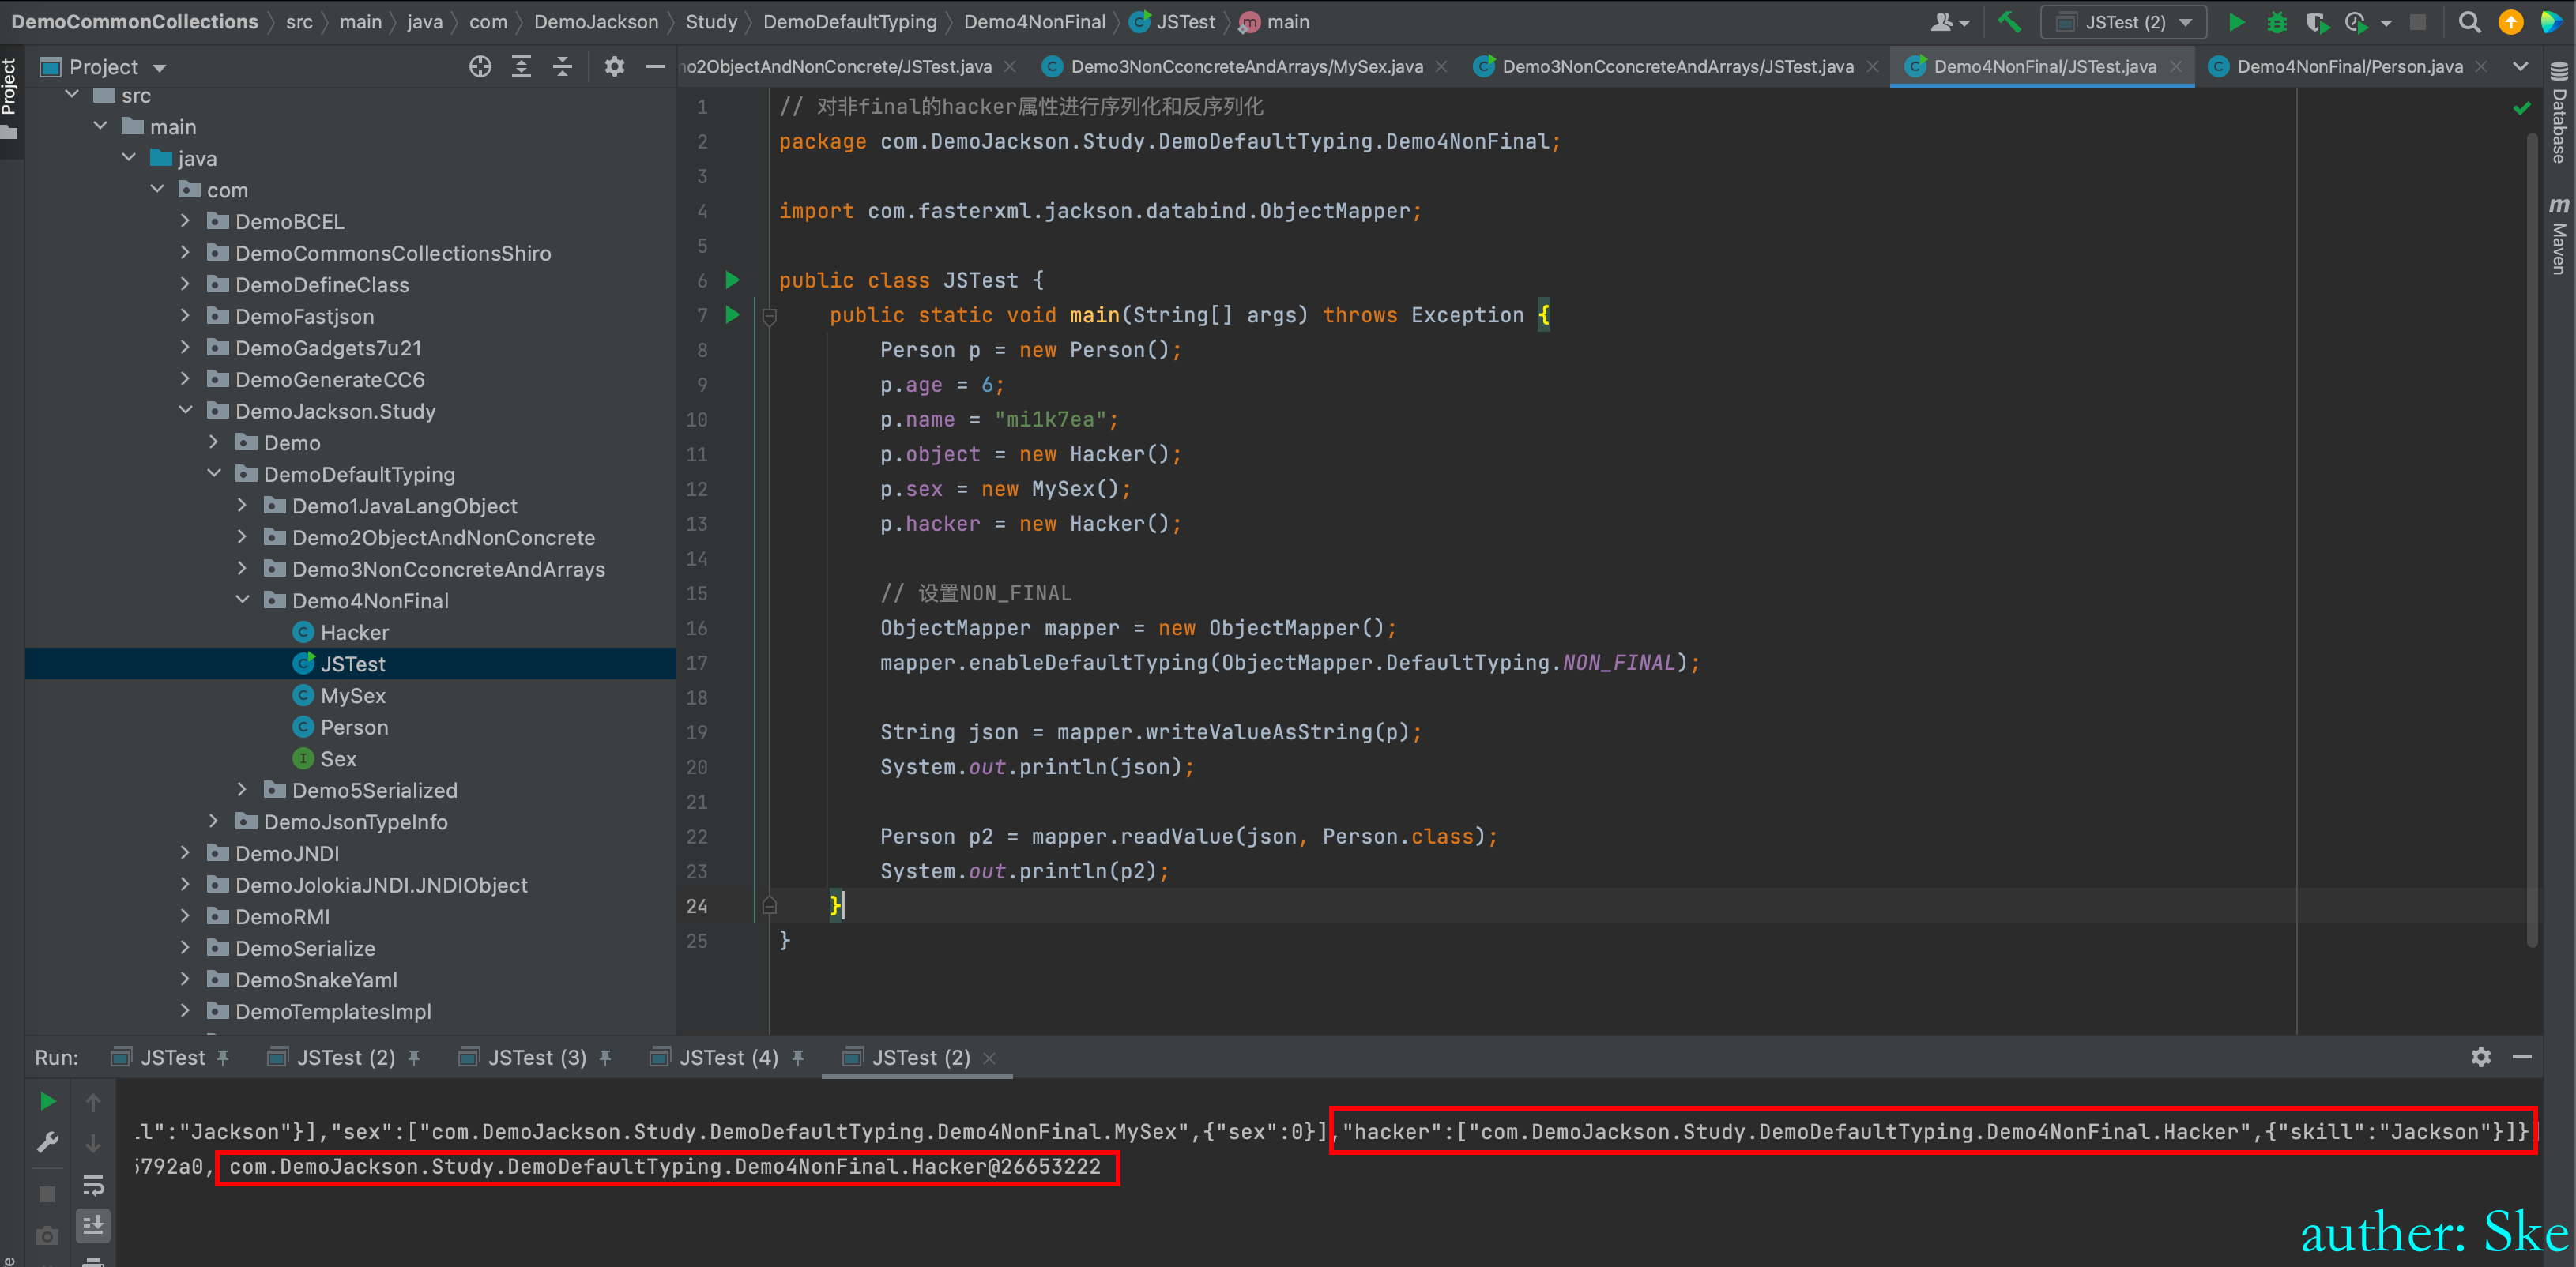 DemoCommonCollections src main java com DemoJackson Study DemoDefaultTyping Demo4NonFinal JSTest main JSTest (2)
Project
no2ObjectAndNonConcrete/JSTest.java Demo3NonCconcreteAndArrays/MySex.java Demo3NonCconcreteAndArrays/JSTest.java Demo4NonFinal/JSTest.java Demo4NonFinal/Person.java
Project
Database
Maven
src
main
java
com
DemoBCEL
DemoCommonsCollectionsShiro
DemoDefineClass
DemoFastjson
DemoGadgets7u21
DemoGenerateCC6
DemoJackson.Study
Demo
DemoDefaultTyping
Demo1JavaLangObject
Demo2ObjectAndNonConcrete
Demo3NonCconcreteAndArrays
Demo4NonFinal
Hacker
JSTest
MySex
Person
Sex
Demo5Serialized
DemoJsonTypeInfo
DemoJNDI
DemoJolokiaJNDI.JNDIObject
DemoRMI
DemoSerialize
DemoSnakeYaml
DemoTemplatesImpl
1 // 对非final的hacker属性进行序列化和反序列化
2 package com.DemoJackson.Study.DemoDefaultTyping.Demo4NonFinal;
3
4 import com.fasterxml.jackson.databind.ObjectMapper;
5
6 public class JSTest {
7 public static void main(String[] args) throws Exception {
8 Person p = new Person();
9 p.age = 6;
10 p.name = "mi1k7ea";
11 p.object = new Hacker();
12 p.sex = new MySex();
13 p.hacker = new Hacker();
14
15 // 设置NON_FINAL
16 ObjectMapper mapper = new ObjectMapper();
17 mapper.enableDefaultTyping(ObjectMapper.DefaultTyping.NON_FINAL);
18
19 String json = mapper.writeValueAsString(p);
20 System.out.println(json);
21
22 Person p2 = mapper.readValue(json, Person.class);
23 System.out.println(p2);
24 }
25 }
Run: JSTest JSTest (2) JSTest (3) JSTest (4) JSTest (2)
ll":"Jackson"}],"sex":["com.DemoJackson.Study.DemoDefaultTyping.Demo4NonFinal.MySex",{"sex":0}],"hacker":["com.DemoJackson.Study.DemoDefaultTyping.Demo4NonFinal.Hacker",{"skill":"Jackson"}]}
5792a0, com.DemoJackson.Study.DemoDefaultTyping.Demo4NonFinal.Hacker@26653222
auther: Ske